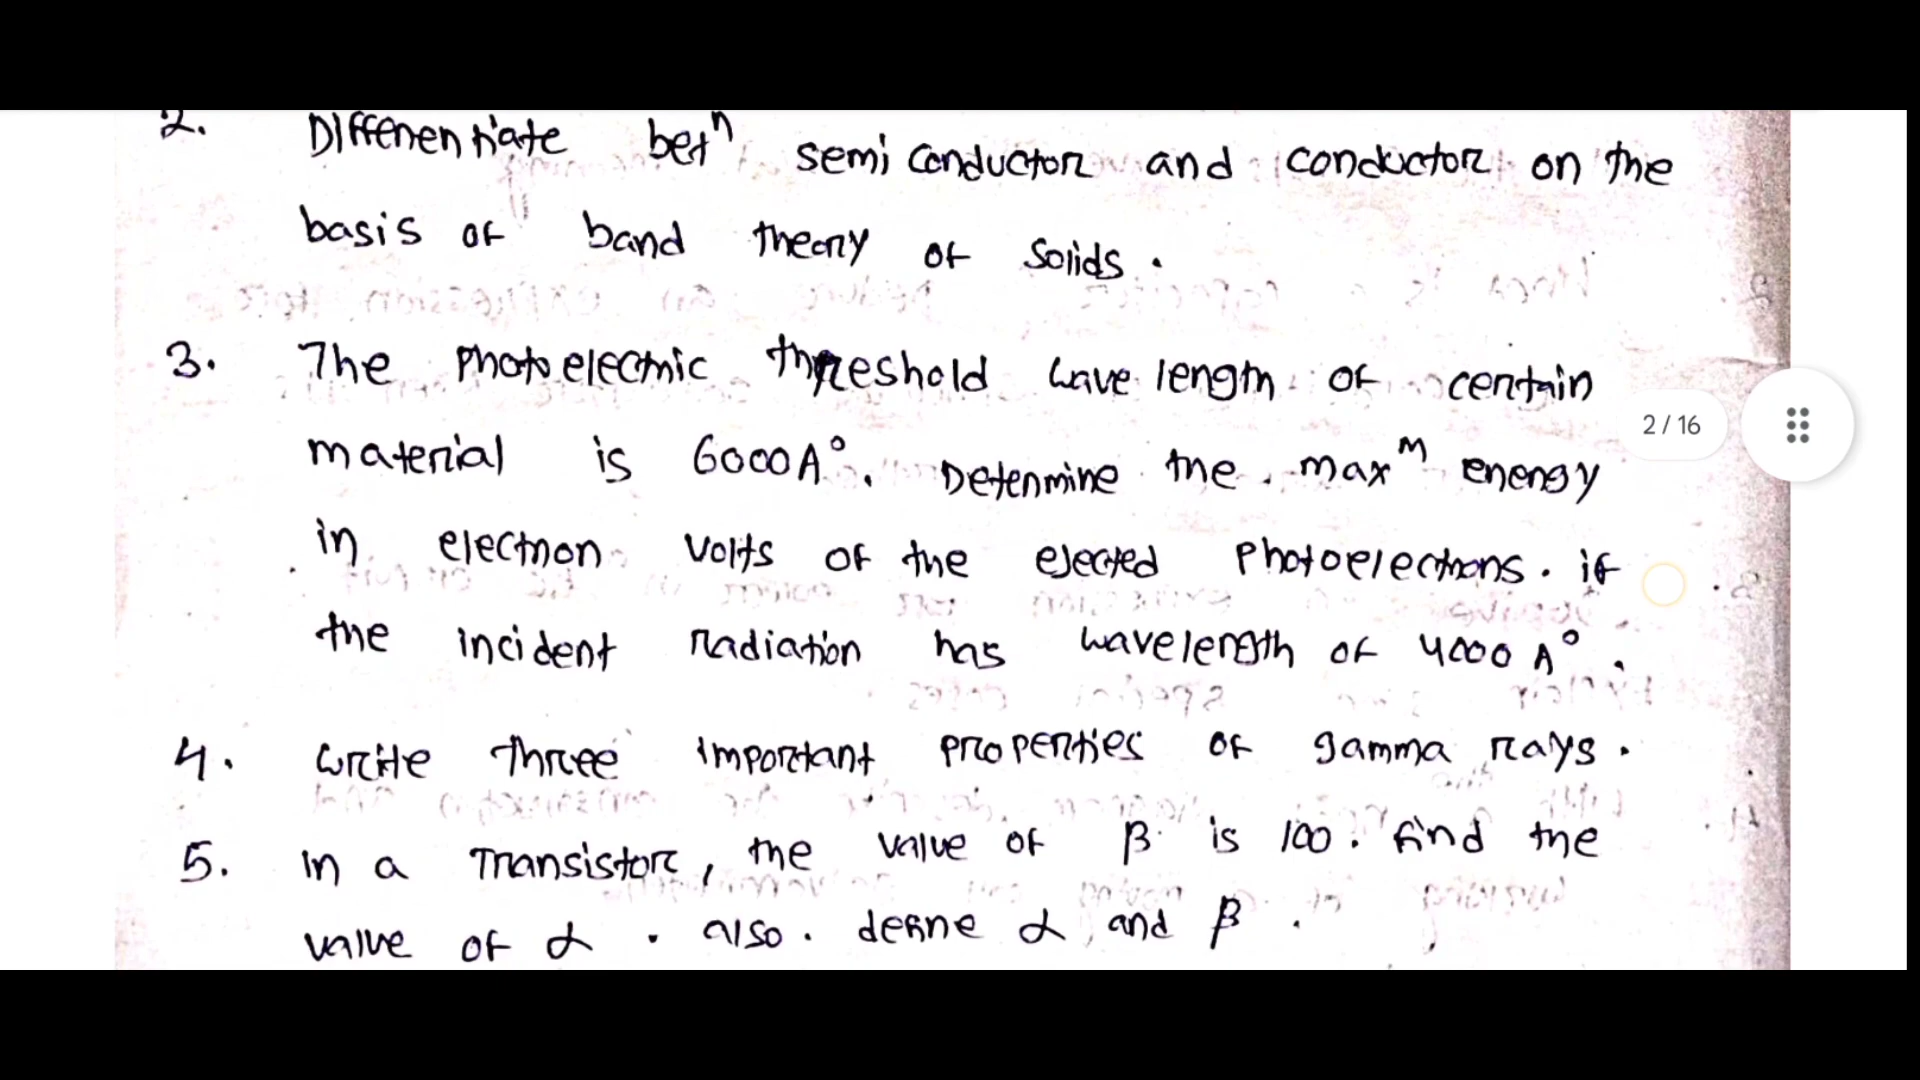 2. Differentiate betn semi conductor and conductor on the
basis of band theory of solids.
3. The Photo electric threshold wave length of certain
material is 6000A°. Determine the maxm energy
2/16
in electron volts of the ejected photoelectrons. if
the incident radiation has wavelength of 4000 A°.
4. Write three important properties of gamma rays.
5. In a Transistor, the value of β is 100. find the
value of α. also. define α and β.